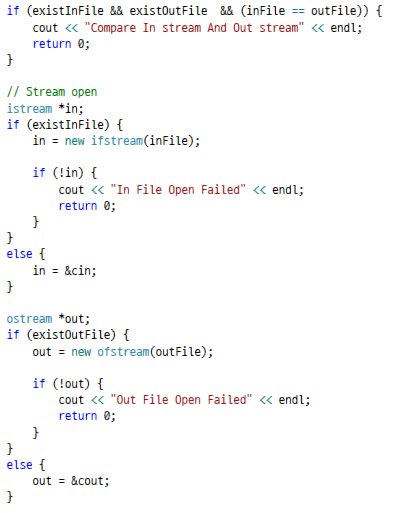 if (existInFile && existOutFile  && (inFile == outFile)) {
    cout << "Compare In stream And Out stream" << endl;
    return 0;
}

// Stream open
istream *in;
if (existInFile) {
    in = new ifstream(inFile);

    if (!in) {
        cout << "In File Open Failed" << endl;
        return 0;
    }
}
else {
    in = &cin;
}

ostream *out;
if (existOutFile) {
    out = new ofstream(outFile);

    if (!out) {
        cout << "Out File Open Failed" << endl;
        return 0;
    }
}
else {
    out = &cout;
}